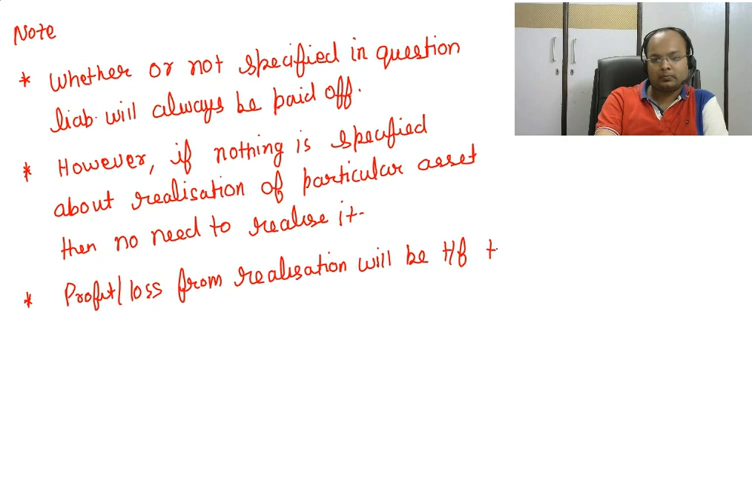 Note
* Whether or not specified in question
liab. will always be paid off.
* However, if nothing is specified
about realisation of particular asset
then no need to realise it.
* Profit/loss from realisation will be t/f t